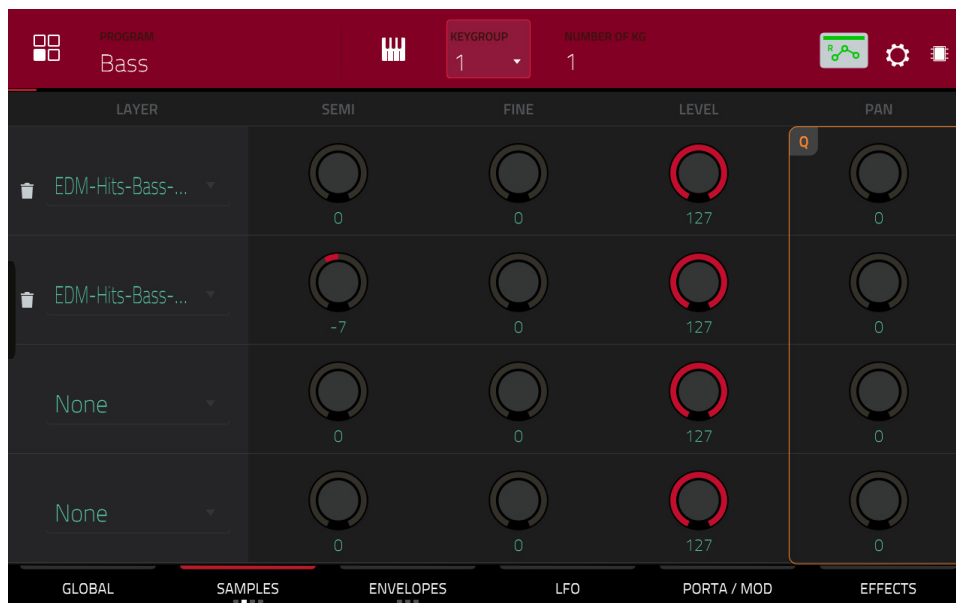 PROGRAM KEYGROUP NUMBER OF KG
Bass 1 1
R
LAYER SEMI FINE LEVEL PAN
Q
EDM-Hits-Bass-...
0 0 127 0
EDM-Hits-Bass-...
-7 0 127 0
None
0 0 127 0
None
0 0 127 0
GLOBAL SAMPLES ENVELOPES LFO PORTA / MOD EFFECTS